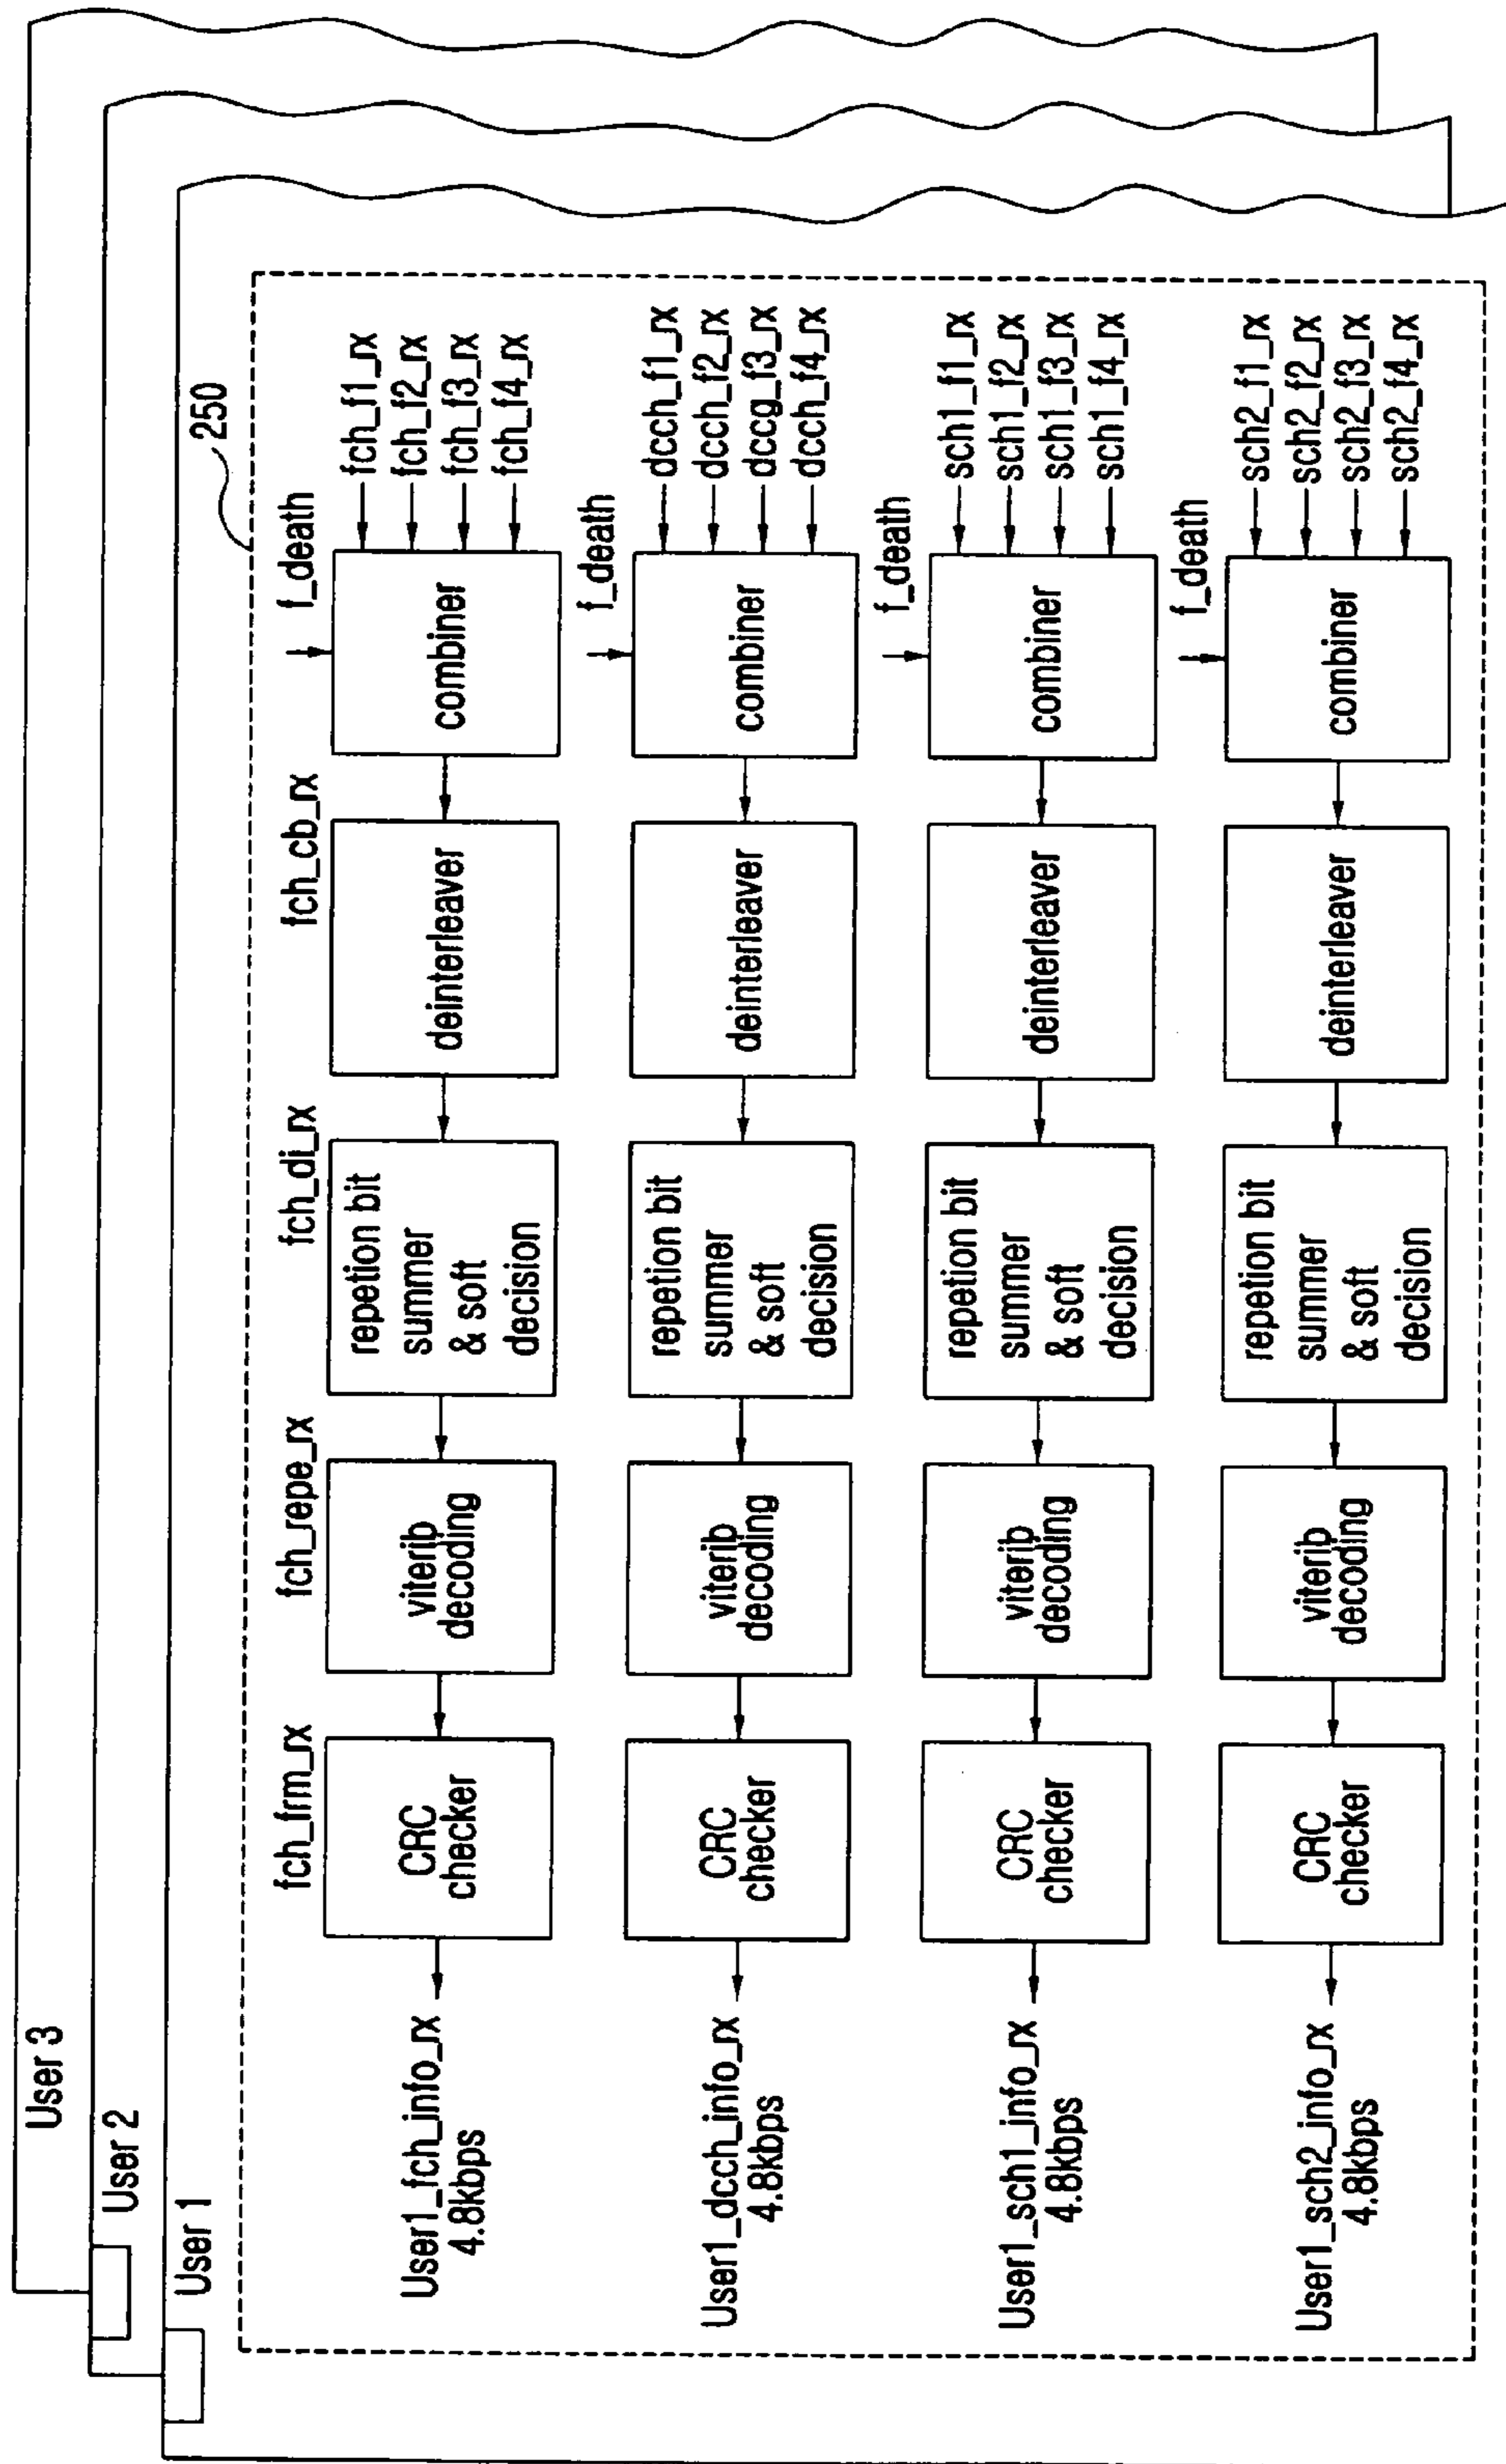 User 3
User 2
User 1
250
User1_fch_info_rx
4.8kbps
fch_frm_rx
CRC
checker
fch_repe_rx
viterib
decoding
fch_di_rx
repetion bit
summer
& soft
decision
fch_cb_rx
deinterleaver
f_death
combiner
fch_f1_rx
fch_f2_rx
fch_f3_rx
fch_f4_rx
User1_dcch_info_rx
4.8kbps
CRC
checker
viterib
decoding
repetion bit
summer
& soft
decision
deinterleaver
f_death
combiner
dcch_f1_rx
dcch_f2_rx
dccg_f3_rx
dcch_f4_rx
User1_sch1_info_rx
4.8kbps
CRC
checker
viterib
decoding
repetion bit
summer
& soft
decision
deinterleaver
f_death
combiner
sch1_f1_rx
sch1_f2_rx
sch1_f3_rx
sch1_f4_rx
User1_sch2_info_rx
4.8kbps
CRC
checker
viterib
decoding
repetion bit
summer
& soft
decision
deinterleaver
f_death
combiner
sch2_f1_rx
sch2_f2_rx
sch2_f3_rx
sch2_f4_rx